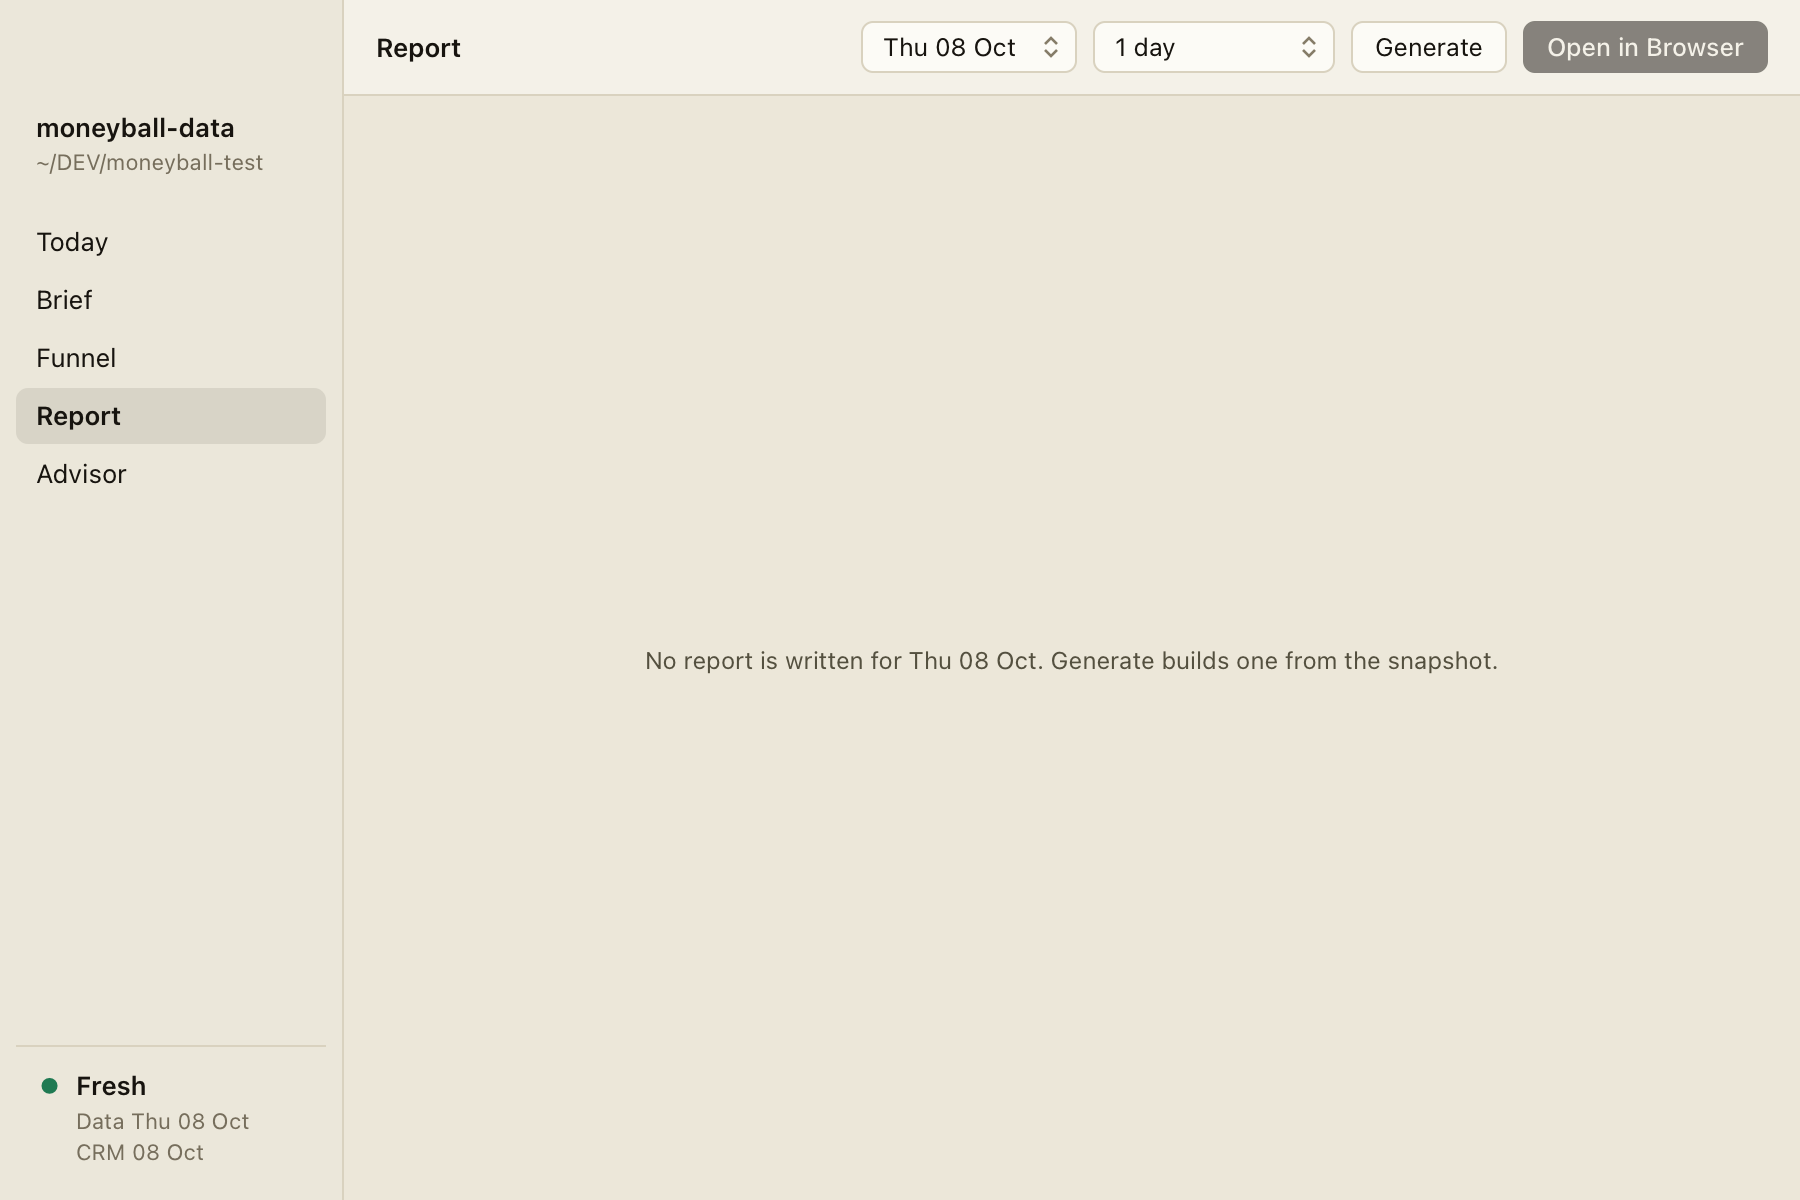 Report
Thu 08 Oct
1 day
Generate
Open in Browser
moneyball-data
~/DEV/moneyball-test
Today
Brief
Funnel
Report
Advisor
No report is written for Thu 08 Oct. Generate builds one from the snapshot.
Fresh
Data Thu 08 Oct
CRM 08 Oct